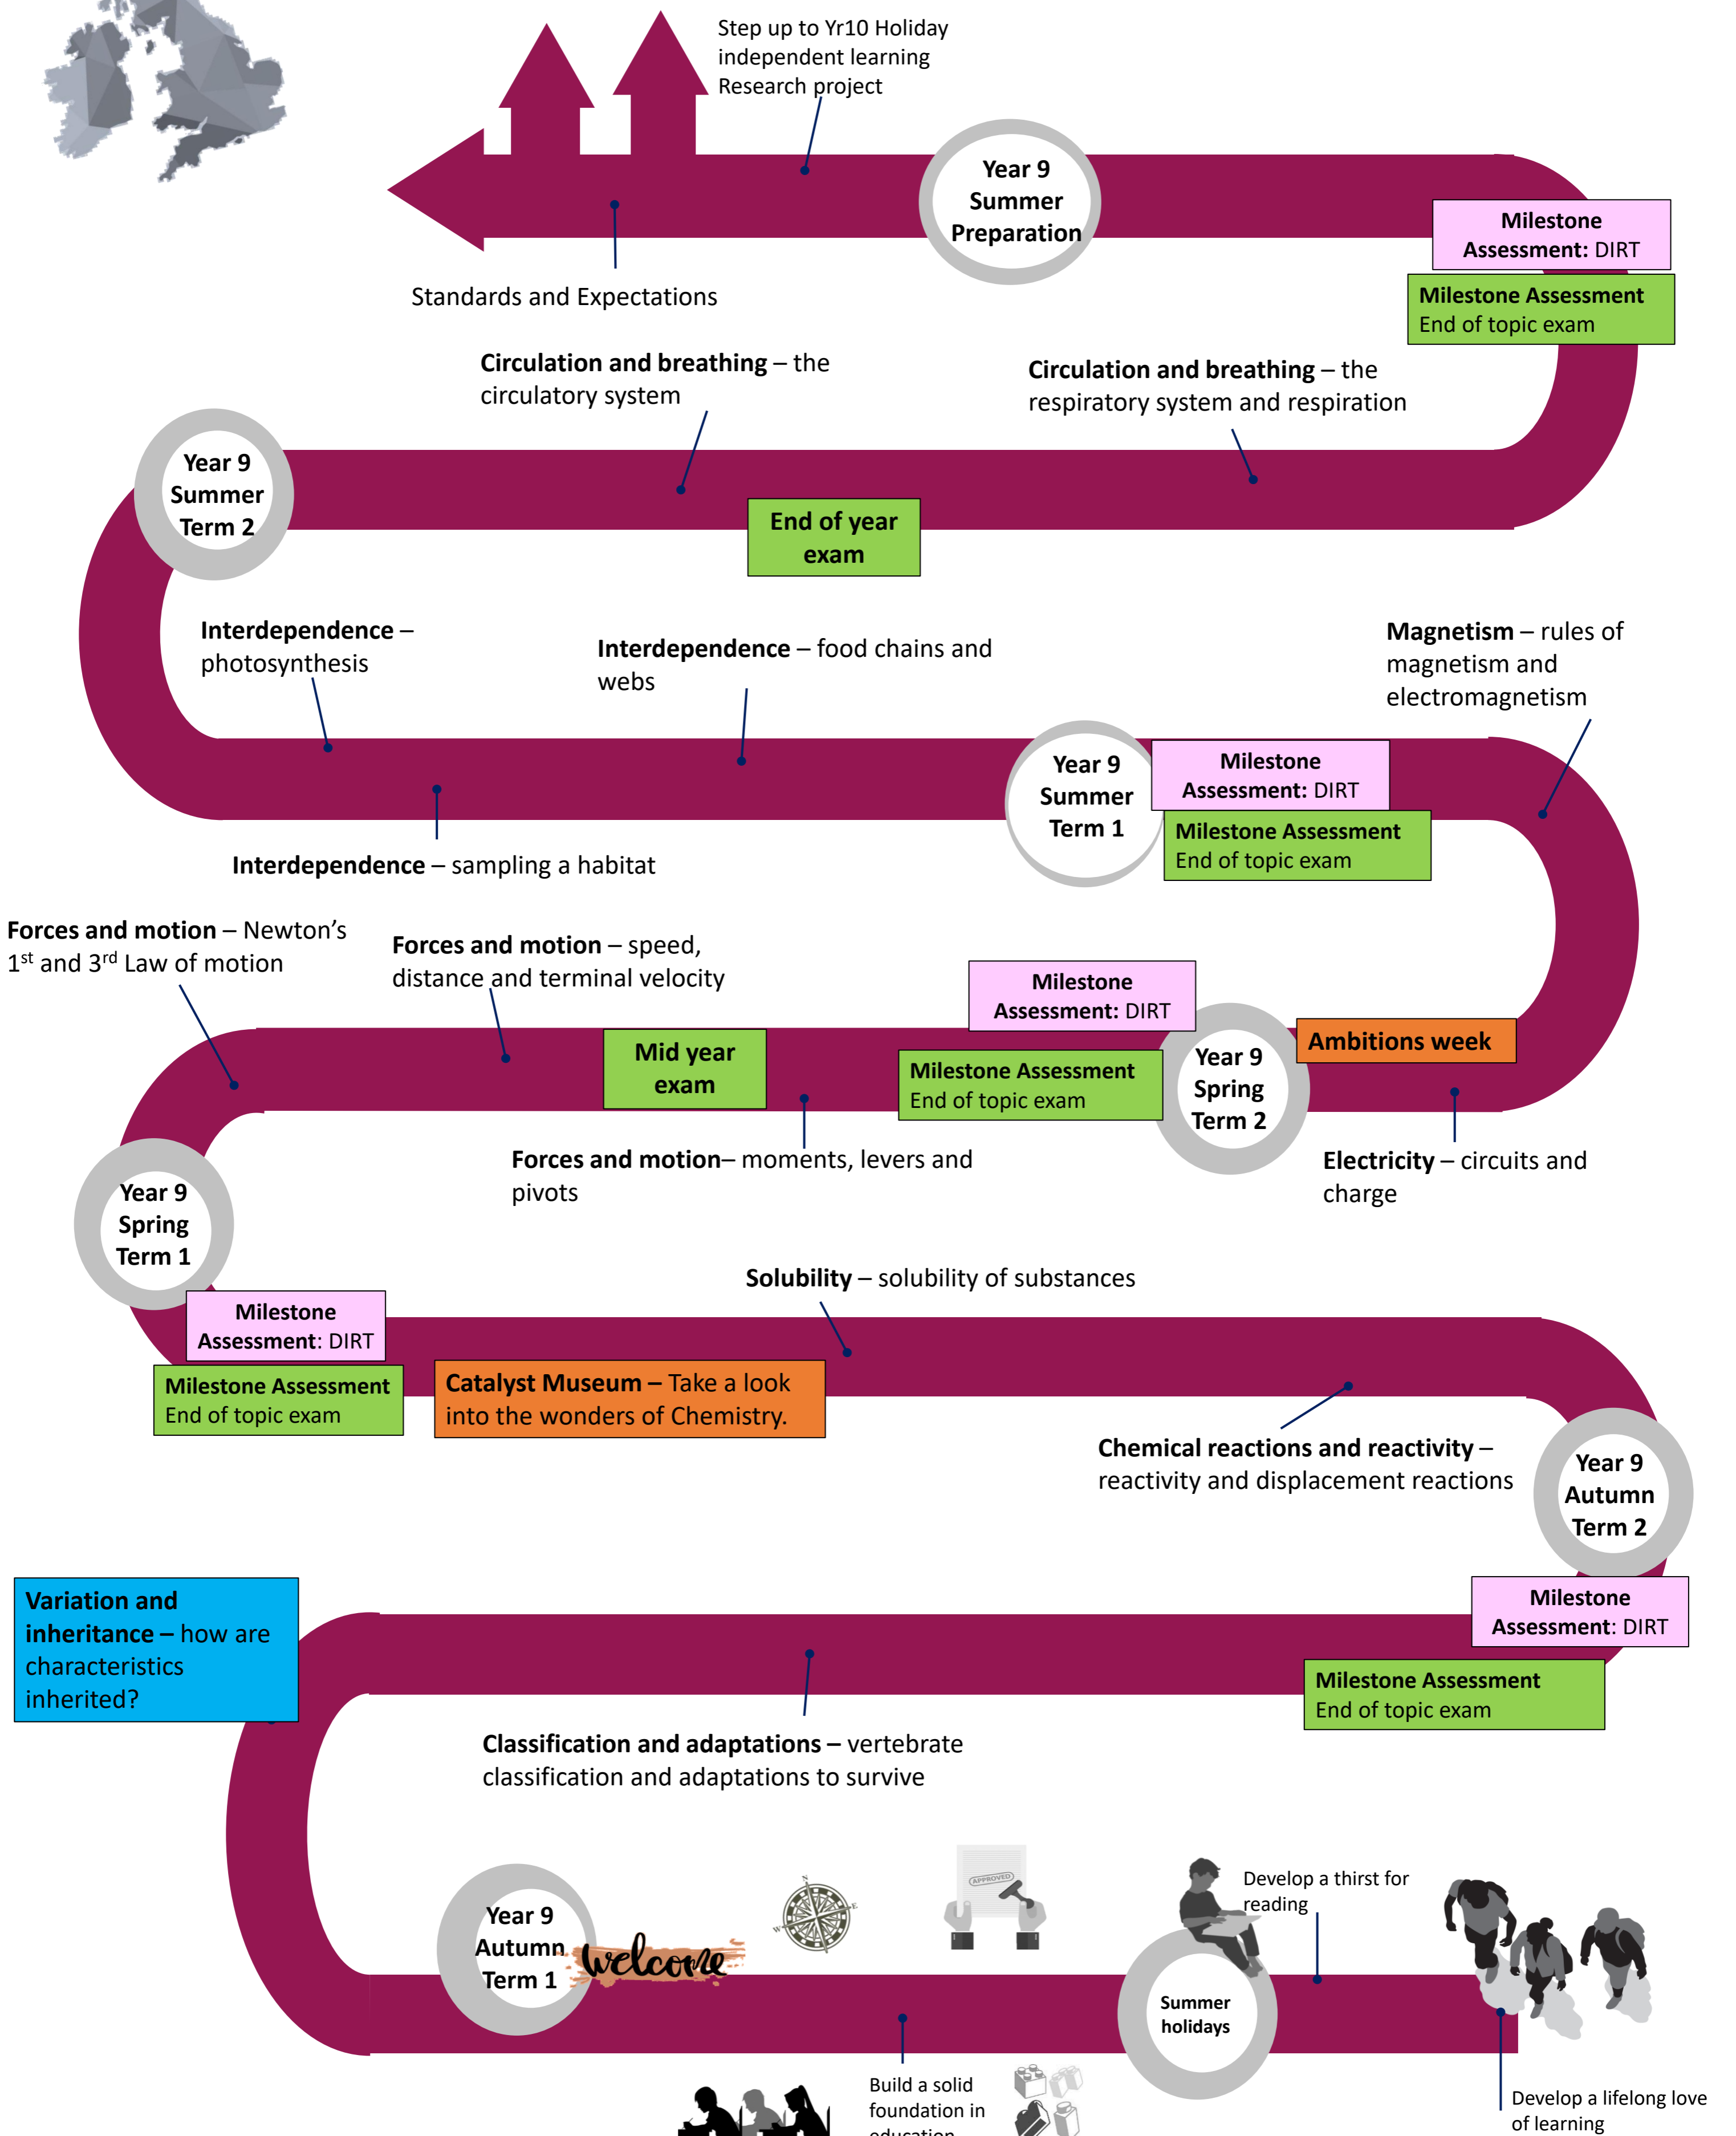 Step up to Yr10 Holiday
independent learning
Research project
Year 9
Summer
Preparation
Milestone
Assessment: DIRT
Milestone Assessment
End of topic exam
Standards and Expectations
Circulation and breathing – the
circulatory system
Circulation and breathing – the
respiratory system and respiration
Year 9
Summer
Term 2
End of year
exam
Interdependence –
photosynthesis
Interdependence – food chains and
webs
Magnetism – rules of
magnetism and
electromagnetism
Year 9
Summer
Term 1
Milestone
Assessment: DIRT
Milestone Assessment
End of topic exam
Interdependence – sampling a habitat
Forces and motion – Newton's
1st and 3rd Law of motion
Forces and motion – speed,
distance and terminal velocity
Milestone
Assessment: DIRT
Mid year
exam
Milestone Assessment
End of topic exam
Year 9
Spring
Term 2
Ambitions week
Forces and motion– moments, levers and
pivots
Electricity – circuits and
charge
Year 9
Spring
Term 1
Solubility – solubility of substances
Milestone
Assessment: DIRT
Milestone Assessment
End of topic exam
Catalyst Museum – Take a look
into the wonders of Chemistry.
Chemical reactions and reactivity –
reactivity and displacement reactions
Year 9
Autumn
Term 2
Variation and
inheritance – how are
characteristics
inherited?
Milestone
Assessment: DIRT
Milestone Assessment
End of topic exam
Classification and adaptations – vertebrate
classification and adaptations to survive
Year 9
Autumn
Term 1
welcome
N
E
W
APPROVED
Develop a thirst for
reading
Summer
holidays
Build a solid
foundation in
education
Develop a lifelong love
of learning